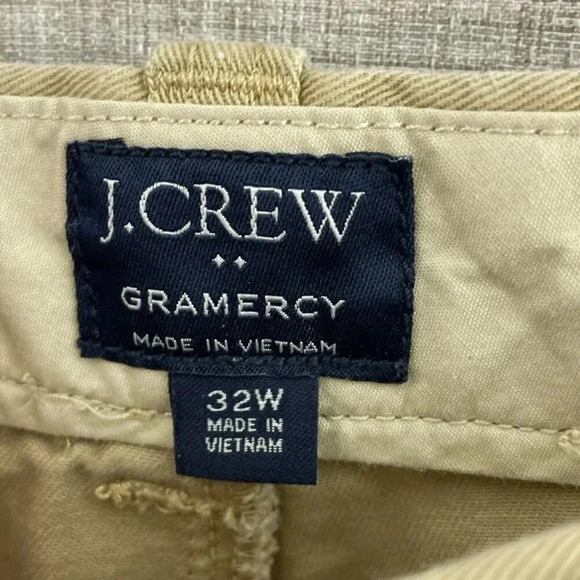 J.CREW
GRAMERCY
MADE IN VIETNAM
32W
MADE IN
VIETNAM